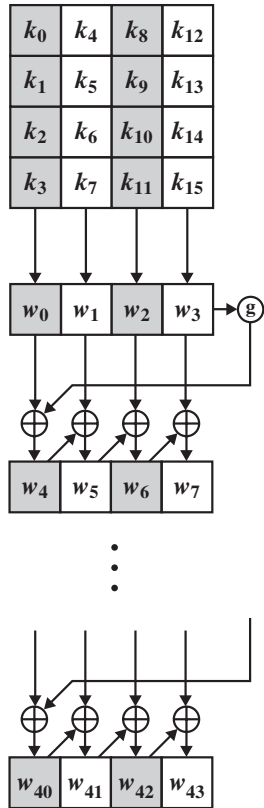 k₀ k₄ k₈ k₁₂
k₁ k₅ k₉ k₁₃
k₂ k₆ k₁₀ k₁₄
k₃ k₇ k₁₁ k₁₅
w₀ w₁ w₂ w₃ g
w₄ w₅ w₆ w₇
w₄₀ w₄₁ w₄₂ w₄₃